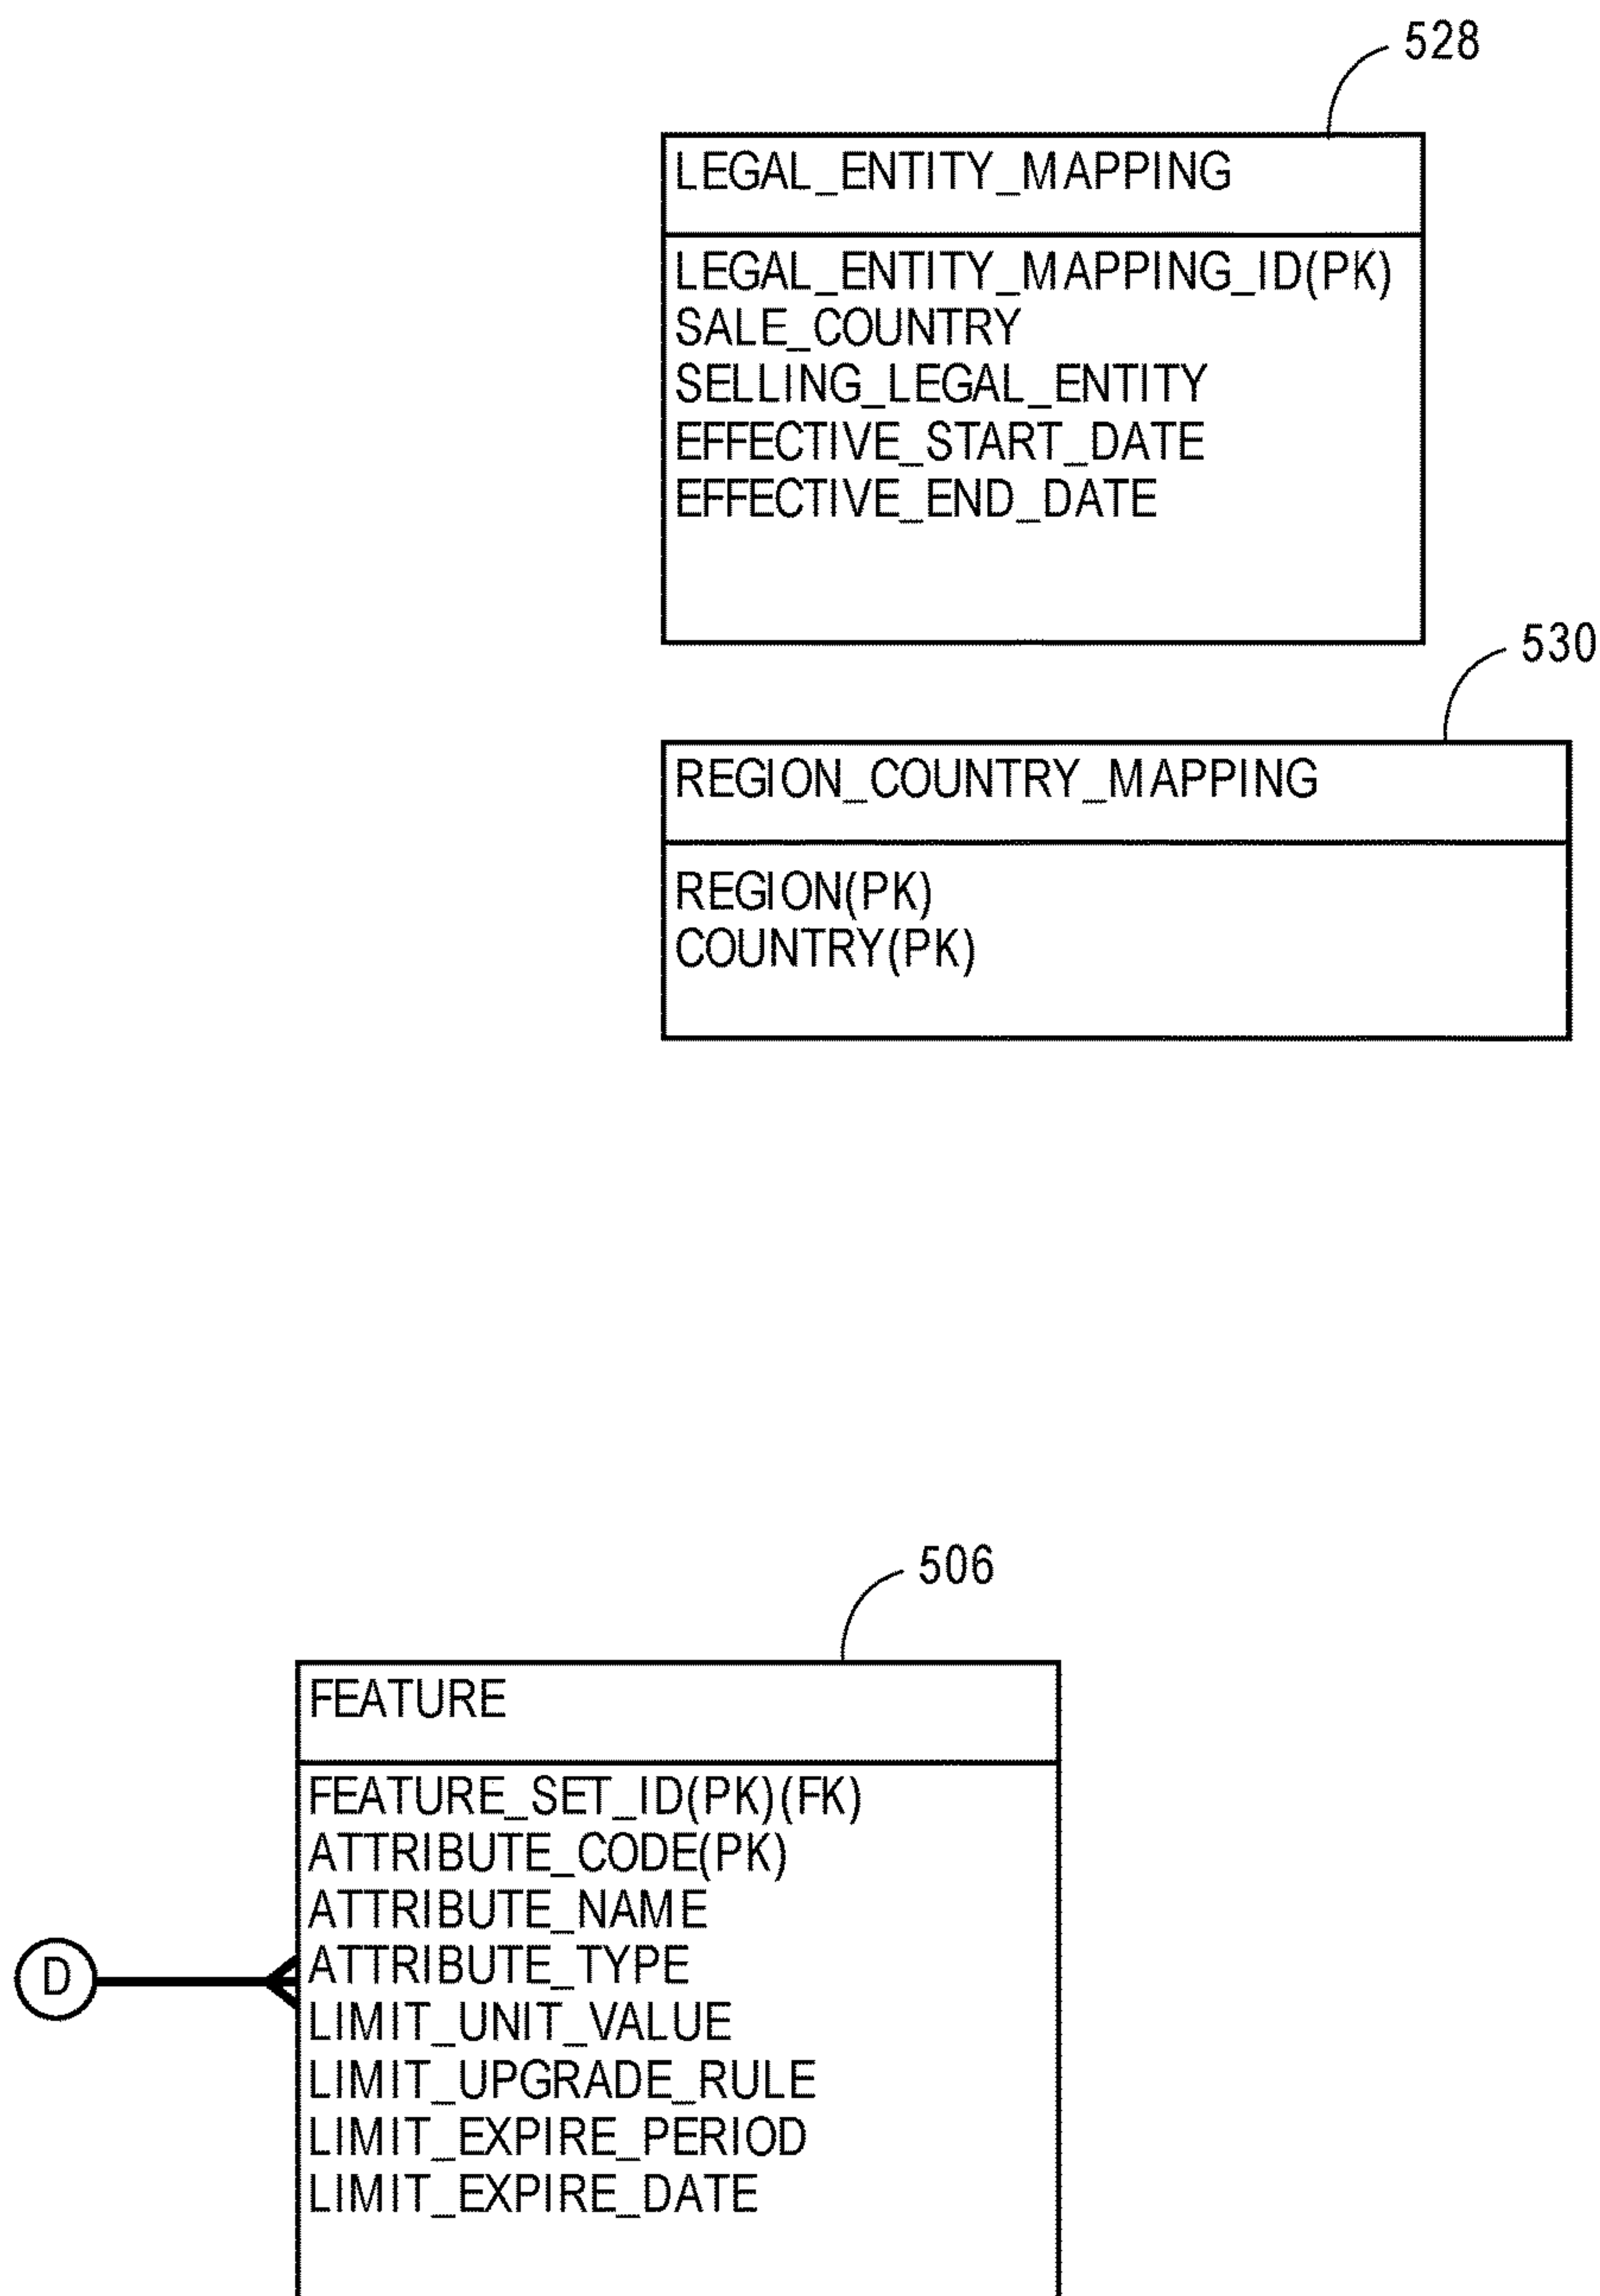 528
LEGAL_ENTITY_MAPPING
LEGAL_ENTITY_MAPPING_ID(PK)
SALE_COUNTRY
SELLING_LEGAL_ENTITY
EFFECTIVE_START_DATE
EFFECTIVE_END_DATE
530
REGION_COUNTRY_MAPPING
REGION(PK)
COUNTRY(PK)
506
FEATURE
FEATURE_SET_ID(PK)(FK)
ATTRIBUTE_CODE(PK)
ATTRIBUTE_NAME
ATTRIBUTE_TYPE
D
LIMIT_UNIT_VALUE
LIMIT_UPGRADE_RULE
LIMIT_EXPIRE_PERIOD
LIMIT_EXPIRE_DATE